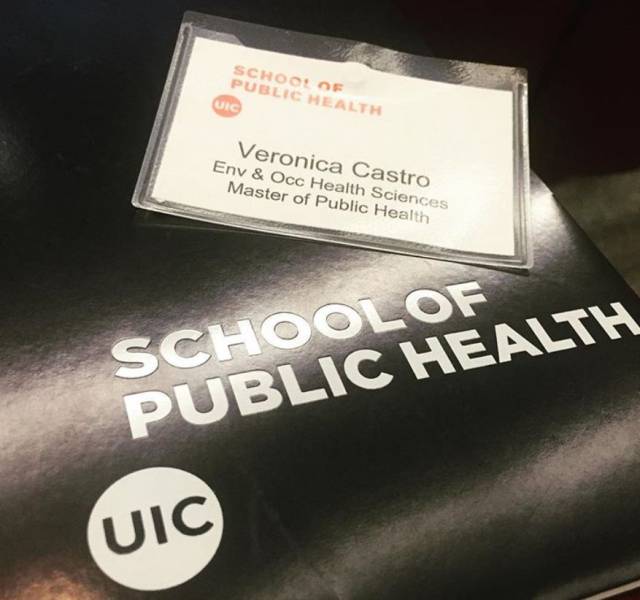 SCHOOL OF
PUBLIC HEALTH
UIC
Veronica Castro
Env & Occ Health Sciences
Master of Public Health
SCHOOL OF
PUBLIC HEALTH
UIC